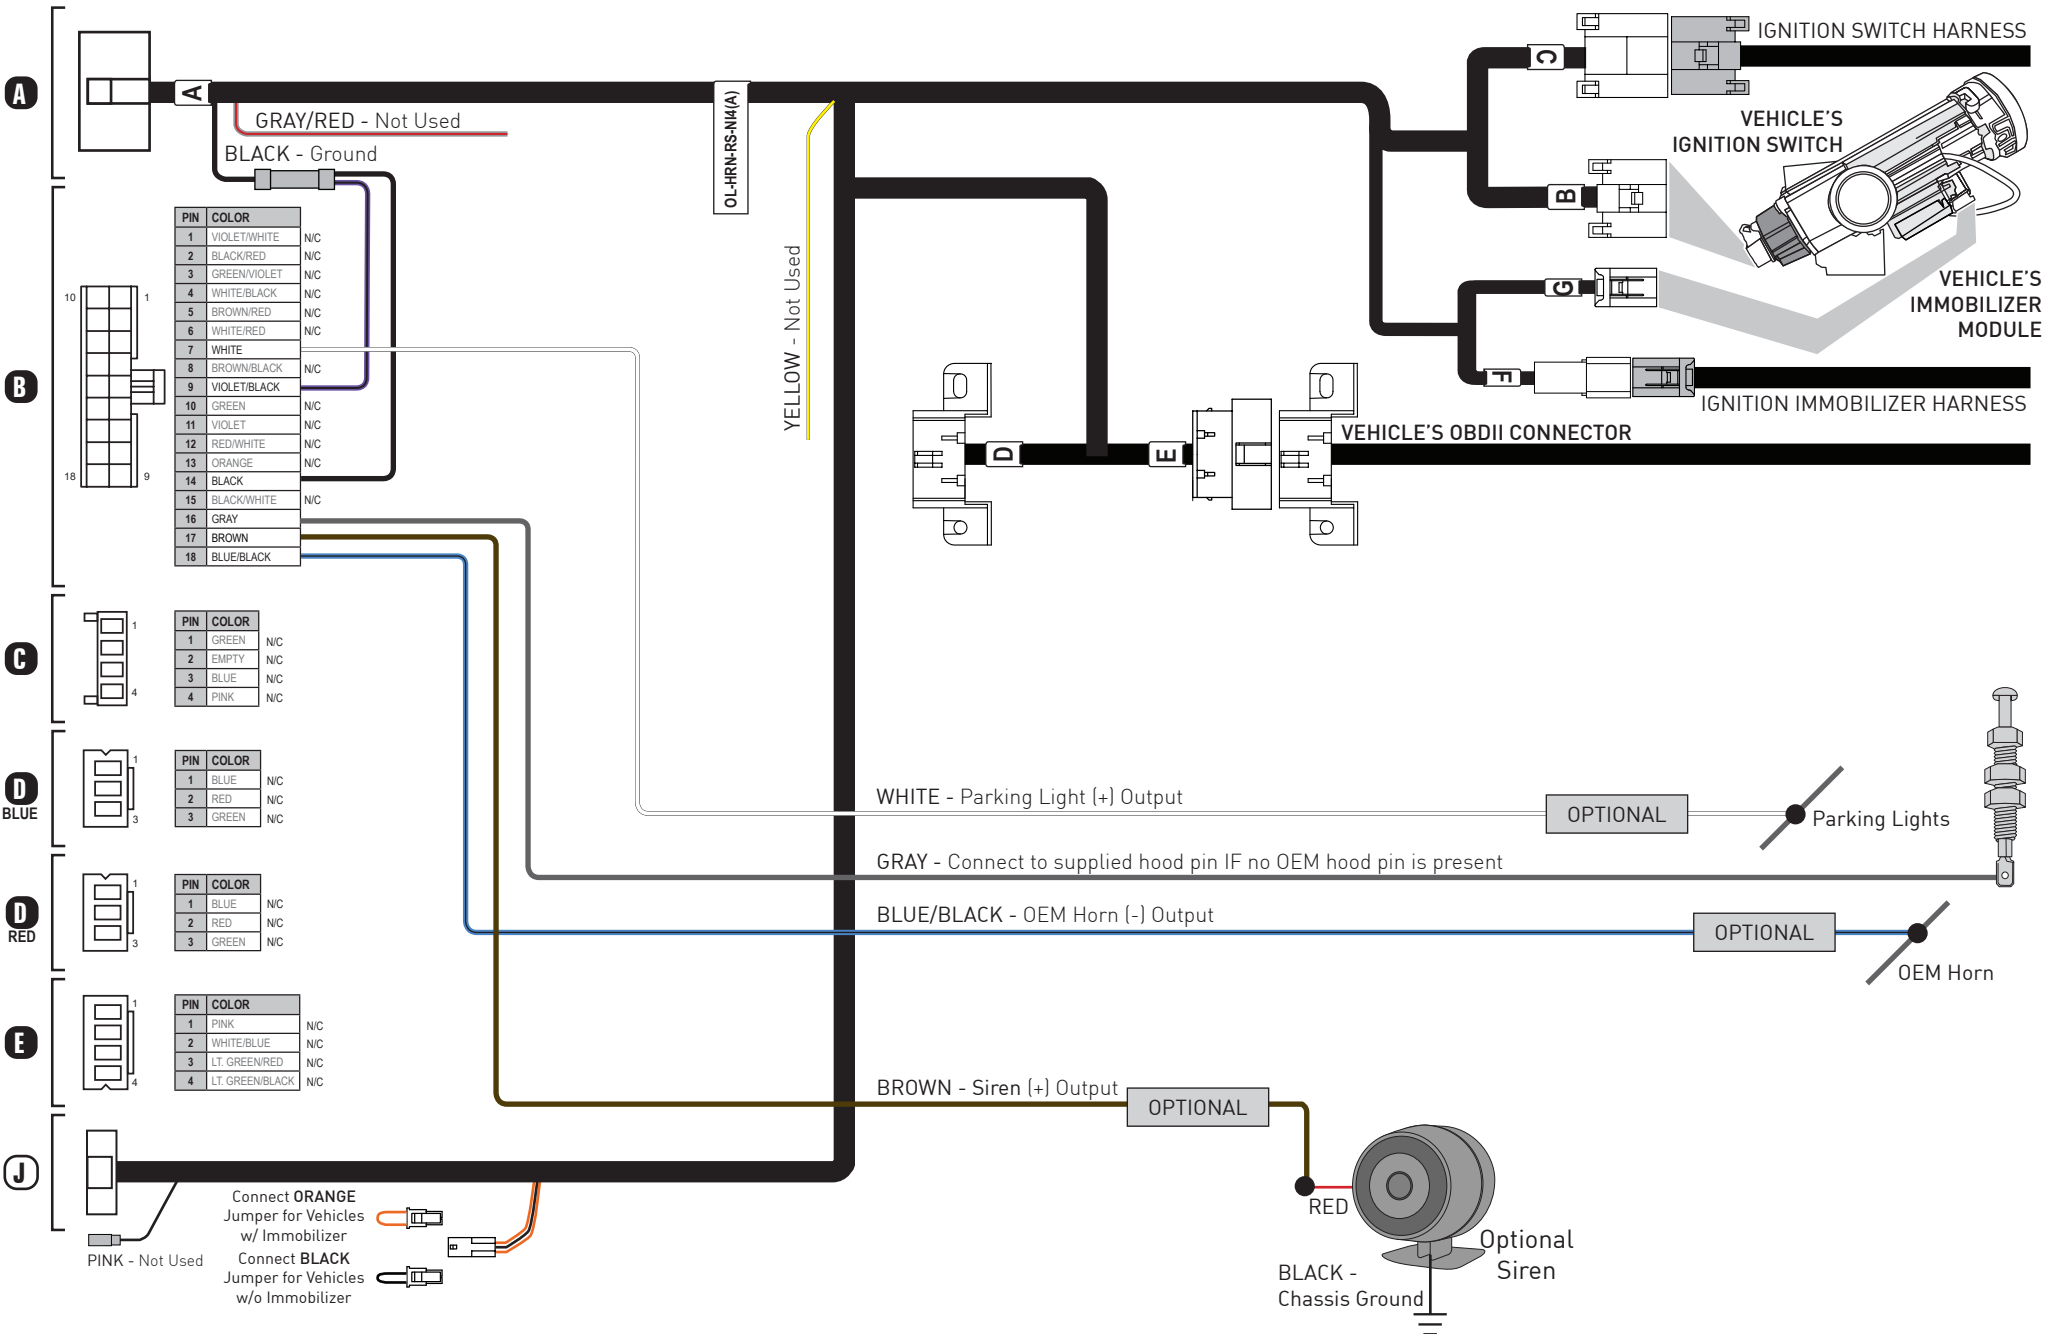 A
A
GRAY/RED - Not Used
BLACK - Ground
OL-HRN-RS-NI4(A)
YELLOW - Not Used
C
IGNITION SWITCH HARNESS
VEHICLE'S
IGNITION SWITCH
B
G
VEHICLE'S
IMMOBILIZER
MODULE
F
IGNITION IMMOBILIZER HARNESS
D
E
VEHICLE'S OBDII CONNECTOR
B
10 1
18 9
PIN COLOR
1 VIOLET/WHITE N/C
2 BLACK/RED N/C
3 GREEN/VIOLET N/C
4 WHITE/BLACK N/C
5 BROWN/RED N/C
6 WHITE/RED N/C
7 WHITE
8 BROWN/BLACK N/C
9 VIOLET/BLACK
10 GREEN N/C
11 VIOLET N/C
12 RED/WHITE N/C
13 ORANGE N/C
14 BLACK
15 BLACK/WHITE N/C
16 GRAY
17 BROWN
18 BLUE/BLACK
C
1
4
PIN COLOR
1 GREEN N/C
2 EMPTY N/C
3 BLUE N/C
4 PINK N/C
D
BLUE
1
3
PIN COLOR
1 BLUE N/C
2 RED N/C
3 GREEN N/C
WHITE - Parking Light (+) Output
OPTIONAL
Parking Lights
GRAY - Connect to supplied hood pin IF no OEM hood pin is present
D
RED
1
3
PIN COLOR
1 BLUE N/C
2 RED N/C
3 GREEN N/C
BLUE/BLACK - OEM Horn (-) Output
OPTIONAL
OEM Horn
E
1
4
PIN COLOR
1 PINK N/C
2 WHITE/BLUE N/C
3 LT. GREEN/RED N/C
4 LT. GREEN/BLACK N/C
BROWN - Siren (+) Output
OPTIONAL
RED
Optional
Siren
BLACK -
Chassis Ground
J
PINK - Not Used
Connect ORANGE
Jumper for Vehicles
w/ Immobilizer
Connect BLACK
Jumper for Vehicles
w/o Immobilizer